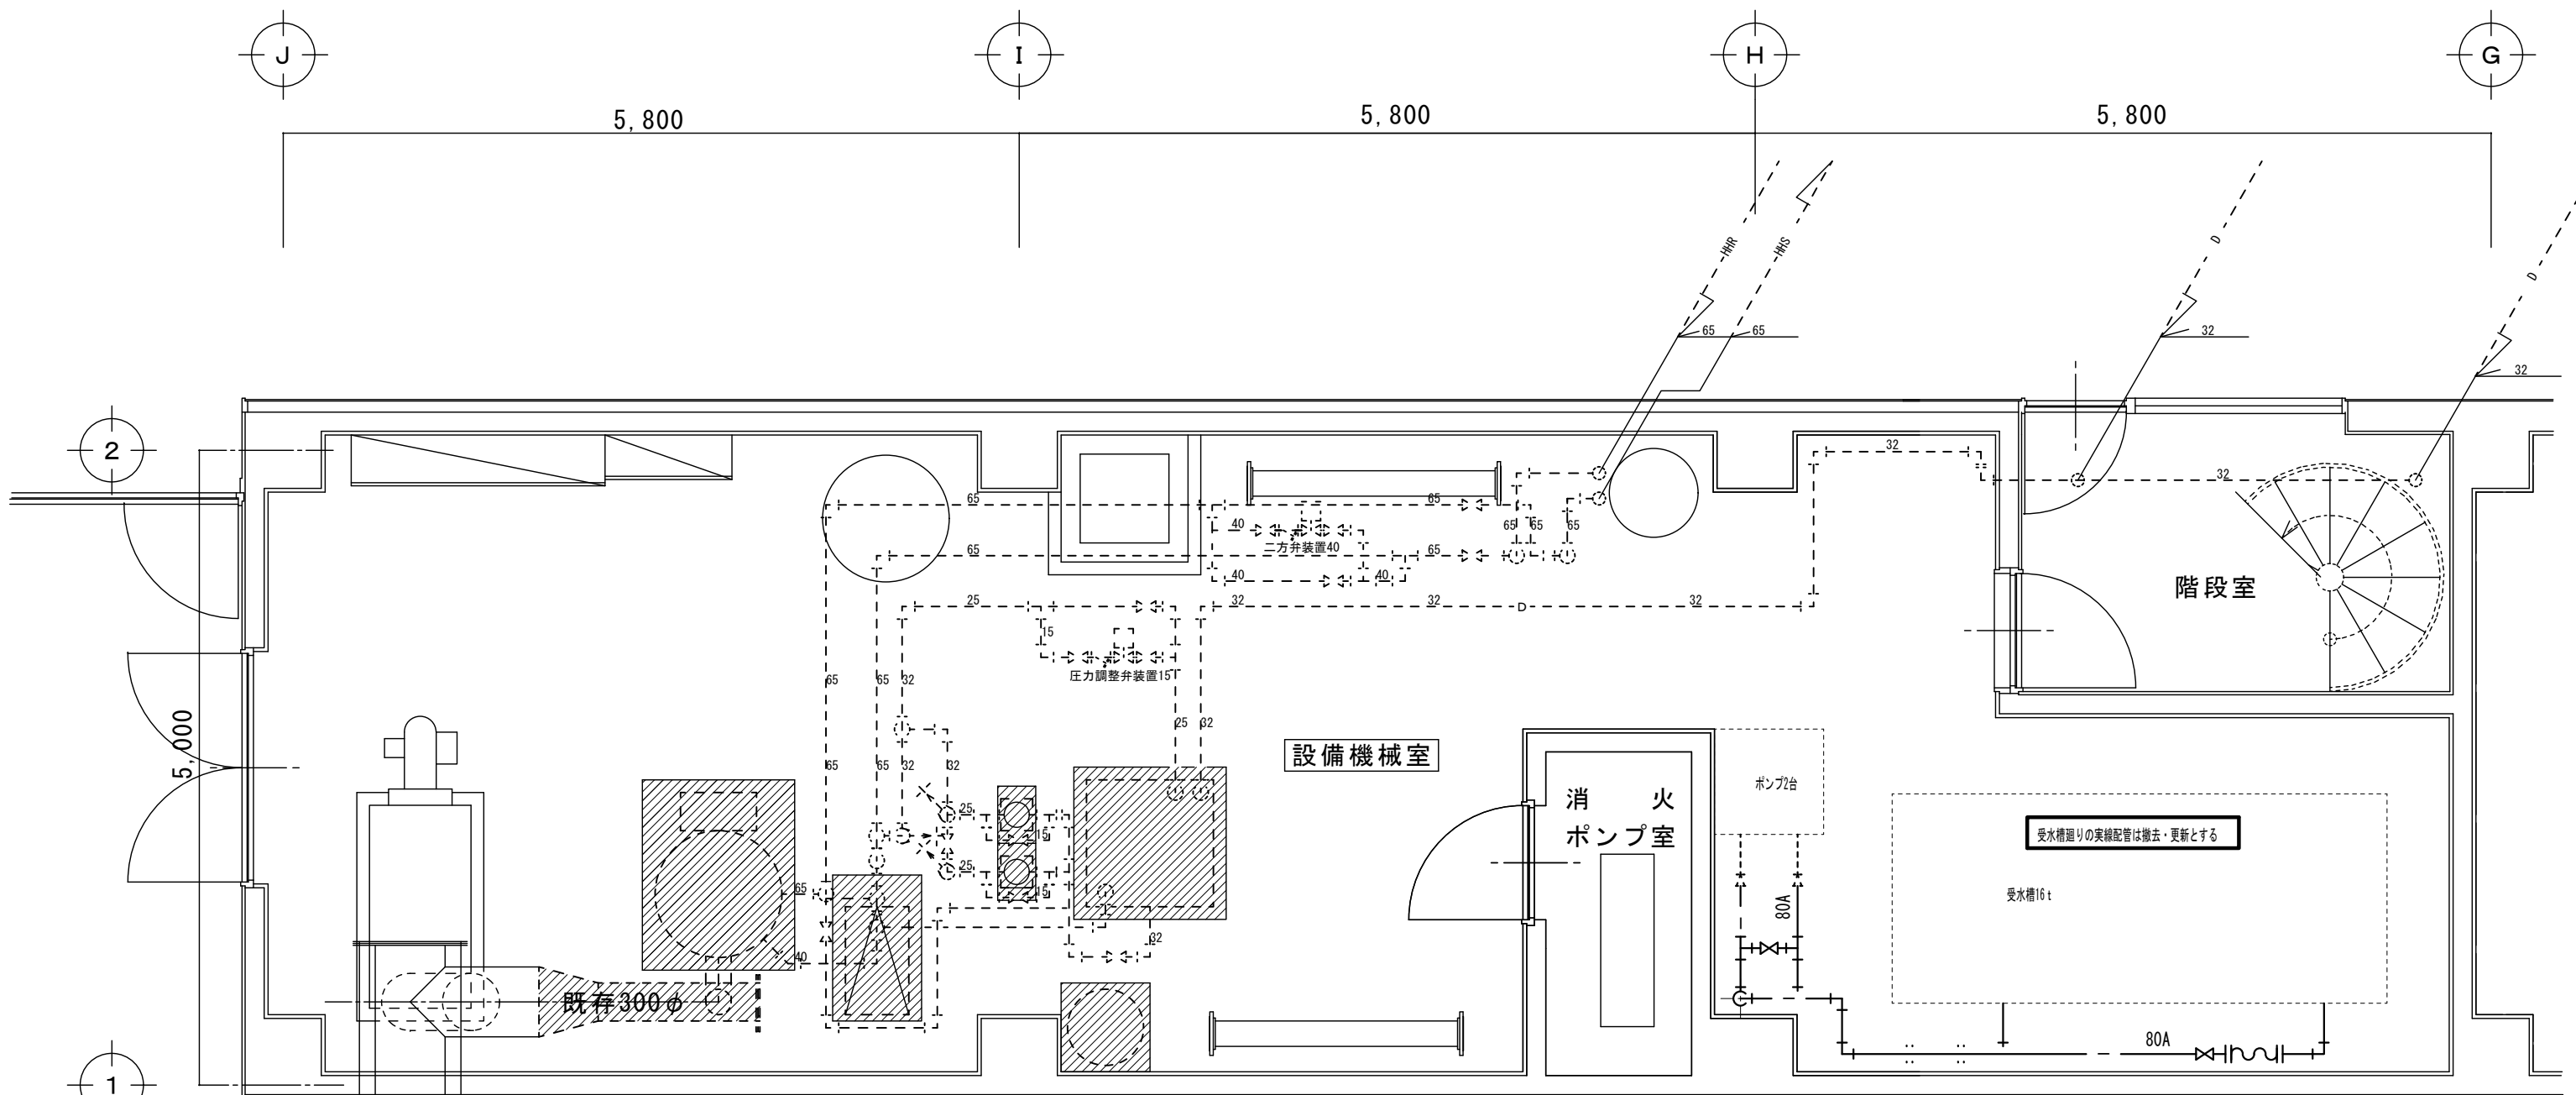 J
I
H
G
5,800
5,800
5,800
HHR
HHS
D
D
65
65
32
32
2
32
32
65
65
40
65
65
65
二方弁装置40
65
65
40
40
階段室
25
32
32
D
32
15
圧力調整弁装置15
65
65
32
25
32
5,000
設備機械室
65
65
32
32
ポンプ2台
消 火
ポンプ室
25
15
受水槽廻りの実線配管は撤去・更新とする
25
15
65
受水槽16t
80A
32
40
既存300φ
80A
1